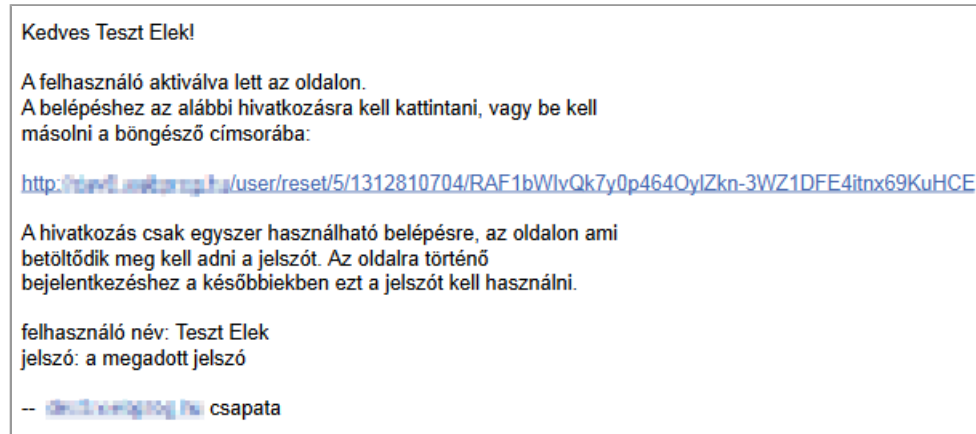 Kedves Teszt Elek!
A felhasználó aktiválva lett az oldalon.
A belépéshez az alábbi hivatkozásra kell kattintani, vagy be kell
másolni a böngésző címsorába:
http:/user/reset/5/1312810704/RAF1bWIvQk7y0p464OyIZkn-3WZ1DFE4itnx69KuHCE
A hivatkozás csak egyszer használható belépésre, az oldalon ami
betöltődik meg kell adni a jelszót. Az oldalra történő
bejelentkezéshez a későbbiekben ezt a jelszót kell használni.
felhasználó név: Teszt Elek
jelszó: a megadott jelszó
-- csapata